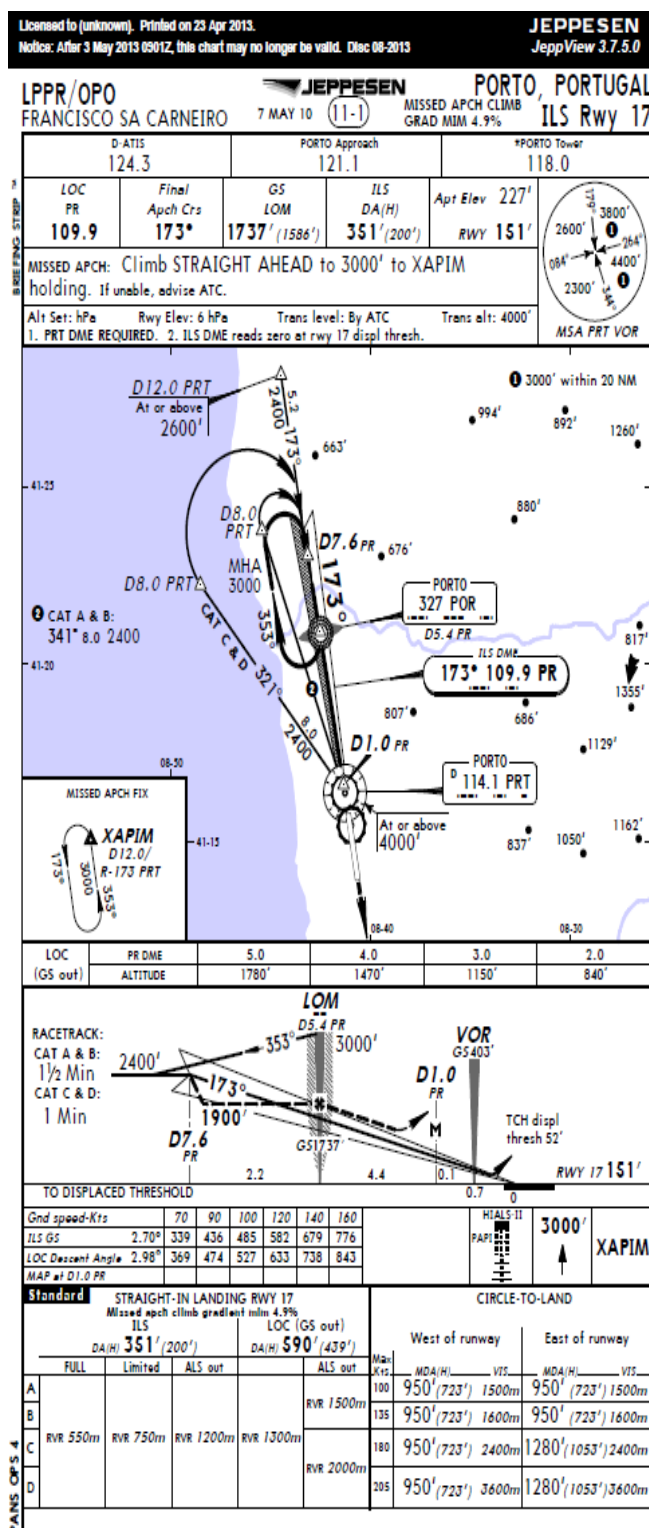 Licensed to (unknown). Printed on 23 Apr 2013.
Notice: After 3 May 2013 0901Z, this chart may no longer be valid. Disc 08-2013
JEPPESEN
JeppView 3.7.5.0
LPPR/OPO
FRANCISCO SA CARNEIRO
JEPPESEN
7 MAY 10 11-1
MISSED APCH CLIMB
GRAD MIM 4.9%
PORTO, PORTUGAL
ILS Rwy 17
BRIEFING STRIP
D-ATIS
124.3
PORTO Approach
121.1
*PORTO Tower
118.0
LOC
PR
109.9
Final
Apch Crs
173°
GS
LOM
1737' (1586')
ILS
DA(H)
351' (200')
Apt Elev 227'
RWY 151'
MISSED APCH: Climb STRAIGHT AHEAD to 3000' to XAPIM
holding. If unable, advise ATC.
Alt Set: hPa Rwy Elev: 6 hPa Trans level: By ATC Trans alt: 4000'
1. PRT DME REQUIRED. 2. ILS DME reads zero at rwy 17 displ thresh.
179°
3800'
1
2600'
264°
084°
4400'
1
2300'
344°
MSA PRT VOR
D12.0 PRT
At or above
2600'
5.2
2400
173°
1 3000' within 20 NM
994'
892'
1260'
663'
41-25
880'
D8.0
PRT
D7.6 PR
676'
MHA
3000
173°
D8.0 PRT
PORTO
327 POR
D5.4 PR
2 CAT A & B:
341° 8.0 2400
353°
CAT C & D
321°
817'
41-20
ILS DME
173° 109.9 PR
1355'
2
807'
686'
8.0
2400
D1.0 PR
1129'
08-50
PORTO
D 114.1 PRT
MISSED APCH FIX
XAPIM
D12.0/
R-173 PRT
173°
3000
353°
At or above
4000'
41-15
837'
1050'
1162'
08-40
08-30
LOC PR DME 5.0 4.0 3.0 2.0
(GS out) ALTITUDE 1780' 1470' 1150' 840'
LOM
D5.4 PR
RACETRACK:
CAT A & B:
1½ Min
CAT C & D:
1 Min
2400'
353°
3000'
VOR
GS403'
173°
1900'
D1.0
PR
M
D7.6
PR
GS1737'
TCH displ
thresh 52'
2.2
4.4
0.1
RWY 17 151'
0.7
0
TO DISPLACED THRESHOLD
Gnd speed-Kts 70 90 100 120 140 160
ILS GS 2.70° 339 436 485 582 679 776
LOC Descent Angle 2.98° 369 474 527 633 738 843
MAP at D1.0 PR
HIALS-II
PAPI
3000'
XAPIM
Standard STRAIGHT-IN LANDING RWY 17
Missed apch climb gradient mim 4.9%
ILS
DA(H) 351' (200')
LOC (GS out)
DA(H) 590' (439')
FULL Limited ALS out ALS out
A
B
C
D
RVR 550m RVR 750m RVR 1200m RVR 1300m
RVR 1500m
RVR 2000m
CIRCLE-TO-LAND
West of runway East of runway
Max
Kts MDA(H) VIS MDA(H) VIS
100 950' (723') 1500m 950' (723') 1500m
135 950' (723') 1600m 950' (723') 1600m
180 950' (723') 2400m 1280' (1053') 2400m
205 950' (723') 3600m 1280' (1053') 3600m
PANS OPS 4